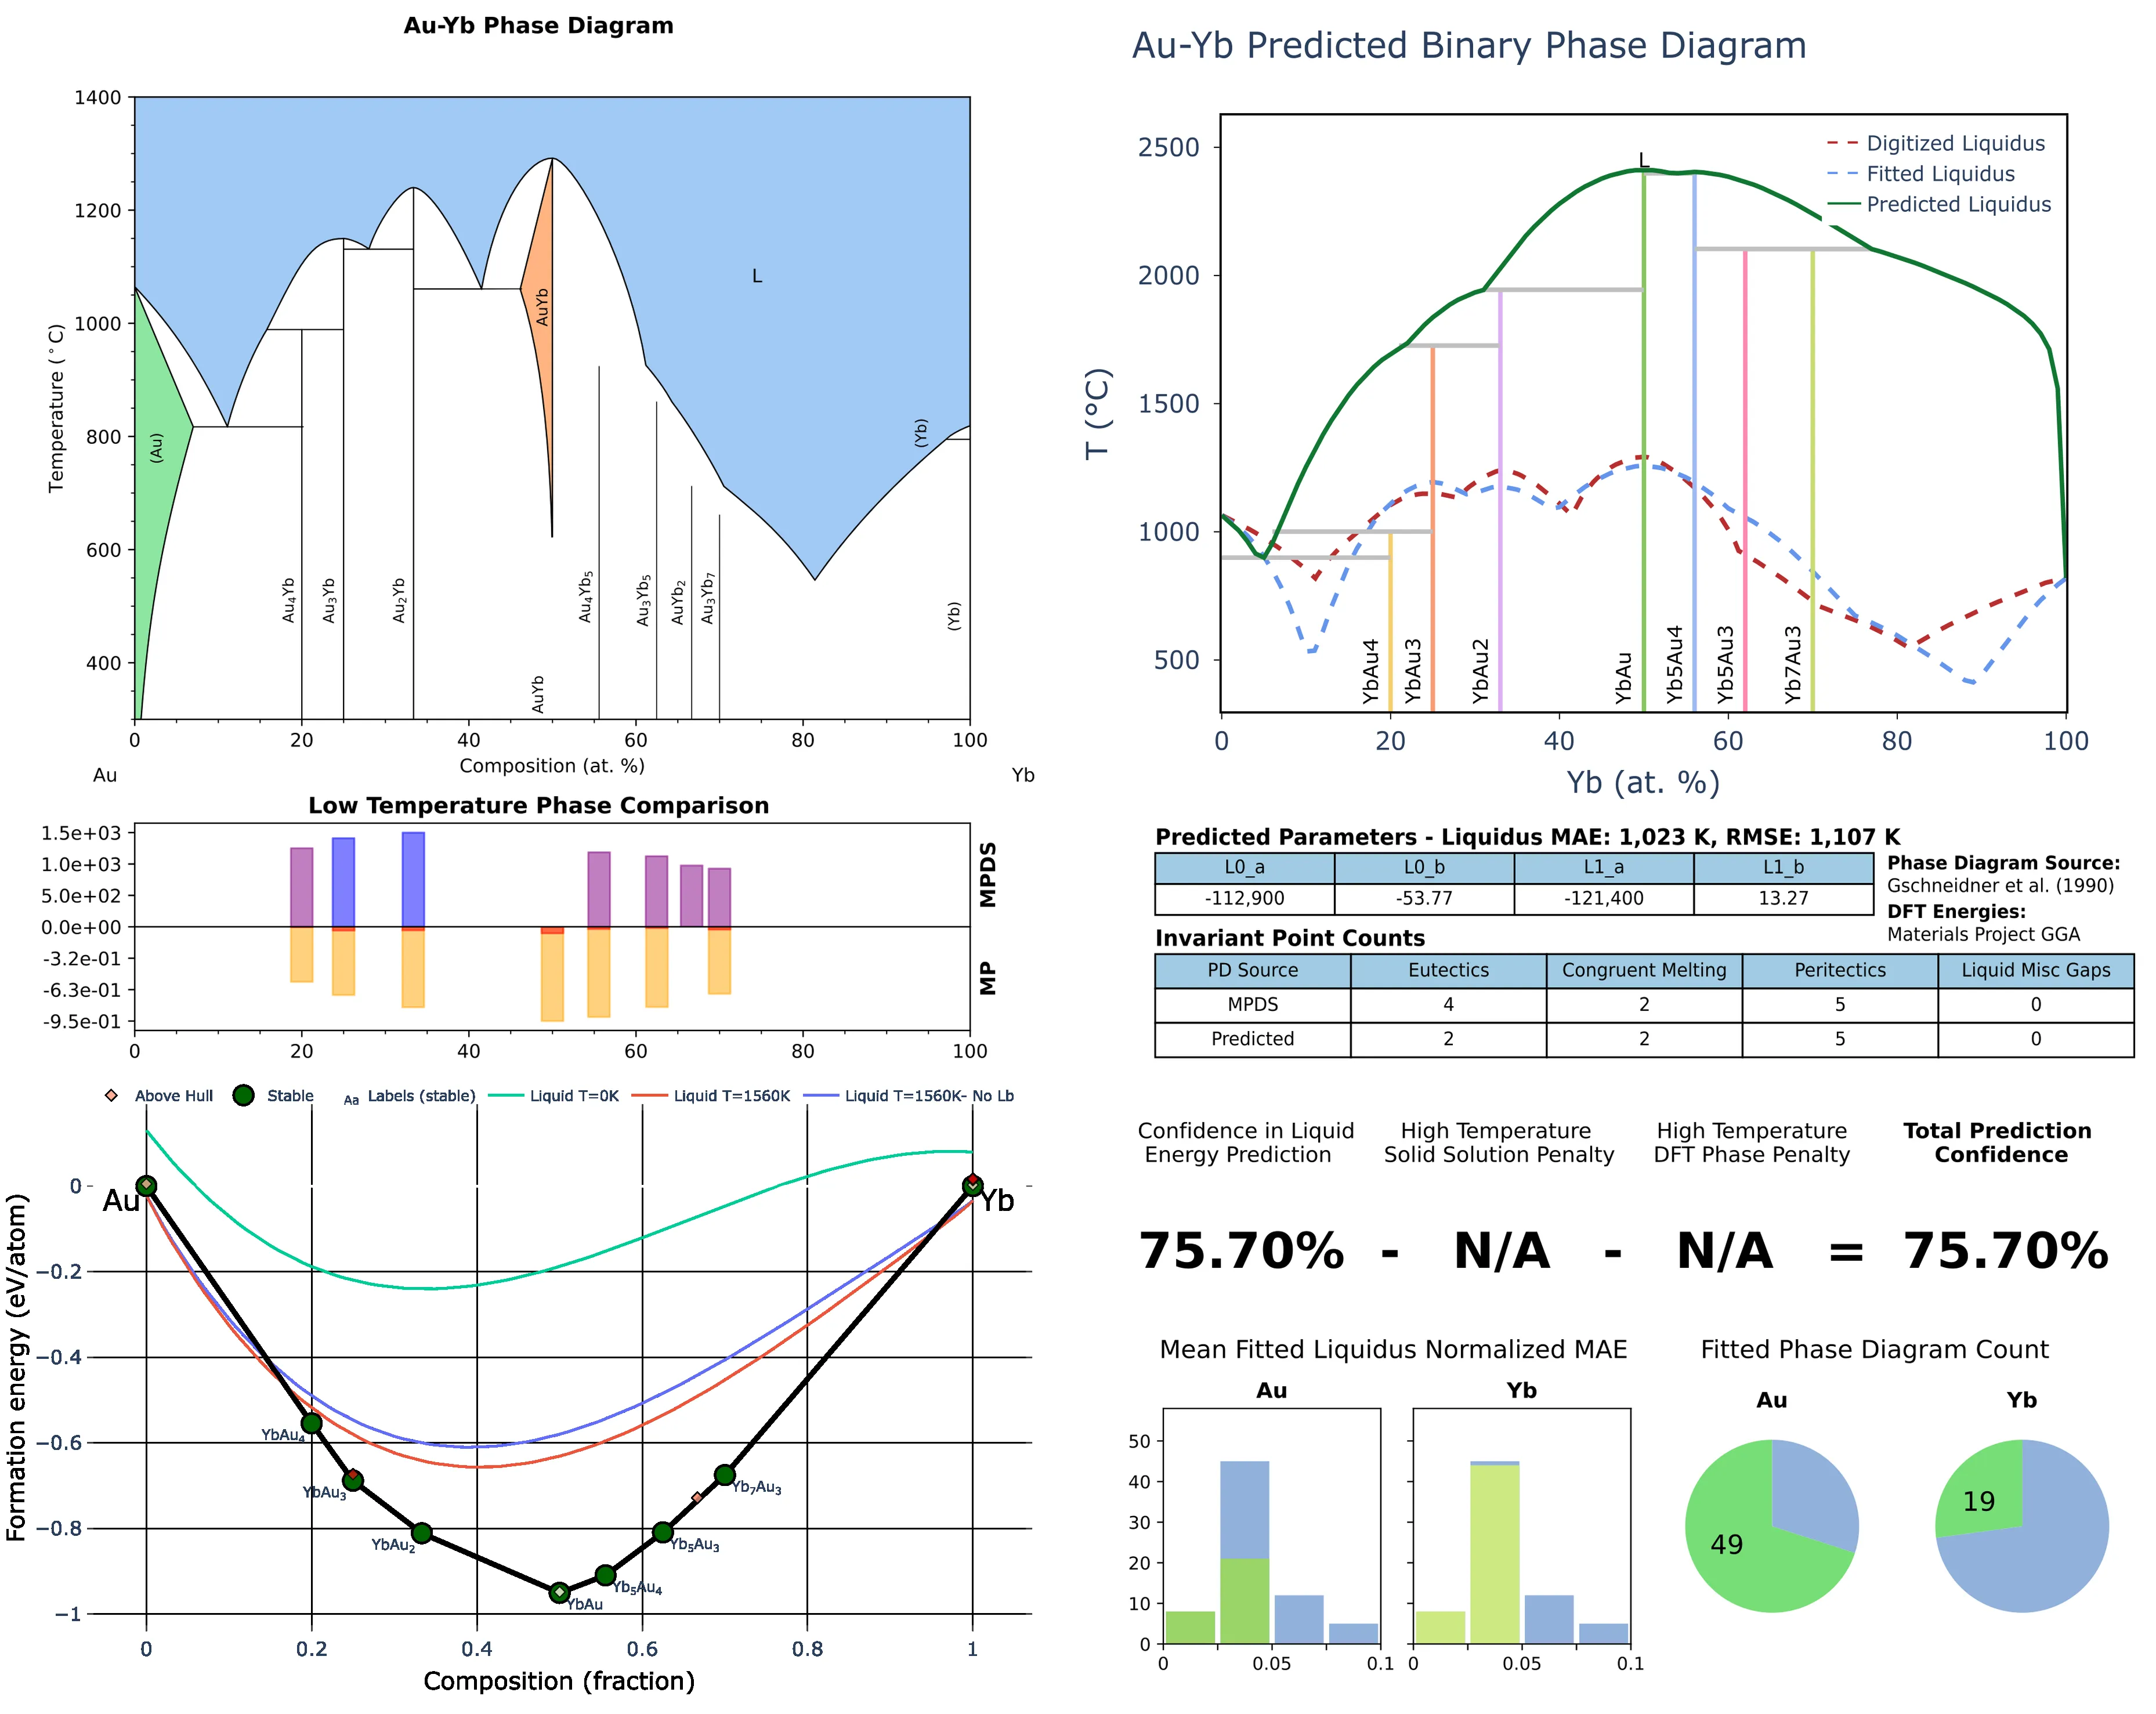 Au-Yb Phase Diagram
1400
1200
1000
800
600
400
Temperature (°C)
L
(Au)
(Yb)
(Yb)
AuYb
AuYb
Au4Yb
Au3Yb
Au2Yb
Au4Yb5
Au3Yb5
AuYb2
Au3Yb7
0 20 40 60 80 100
Composition (at. %)
Au Yb
Low Temperature Phase Comparison
1.5e+03
1.0e+03
5.0e+02
0.0e+00
-3.2e-01
-6.3e-01
-9.5e-01
MPDS
MP
0 20 40 60 80 100
Above Hull Stable Aa Labels (stable) Liquid T=0K Liquid T=1560K Liquid T=1560K- No Lb
0
−0.2
−0.4
−0.6
−0.8
−1
Formation energy (eV/atom)
Au
Yb
YbAu4
YbAu3
YbAu2
YbAu
Yb5Au4
Yb5Au3
Yb7Au3
0 0.2 0.4 0.6 0.8 1
Composition (fraction)
Au-Yb Predicted Binary Phase Diagram
2500
2000
1500
1000
500
T (°C)
L
Digitized Liquidus
Fitted Liquidus
Predicted Liquidus
YbAu4
YbAu3
YbAu2
YbAu
Yb5Au4
Yb5Au3
Yb7Au3
0 20 40 60 80 100
Yb (at. %)
Predicted Parameters - Liquidus MAE: 1,023 K, RMSE: 1,107 K
L0_a L0_b L1_a L1_b
-112,900 -53.77 -121,400 13.27
Phase Diagram Source:
Gschneidner et al. (1990)
DFT Energies:
Materials Project GGA
Invariant Point Counts
PD Source Eutectics Congruent Melting Peritectics Liquid Misc Gaps
MPDS 4 2 5 0
Predicted 2 2 5 0
Confidence in Liquid
Energy Prediction
High Temperature
Solid Solution Penalty
High Temperature
DFT Phase Penalty
Total Prediction
Confidence
75.70% - N/A - N/A = 75.70%
Mean Fitted Liquidus Normalized MAE
Au Yb
50
40
30
20
10
0
0 0.05 0.1
0 0.05 0.1
Fitted Phase Diagram Count
Au Yb
49
19